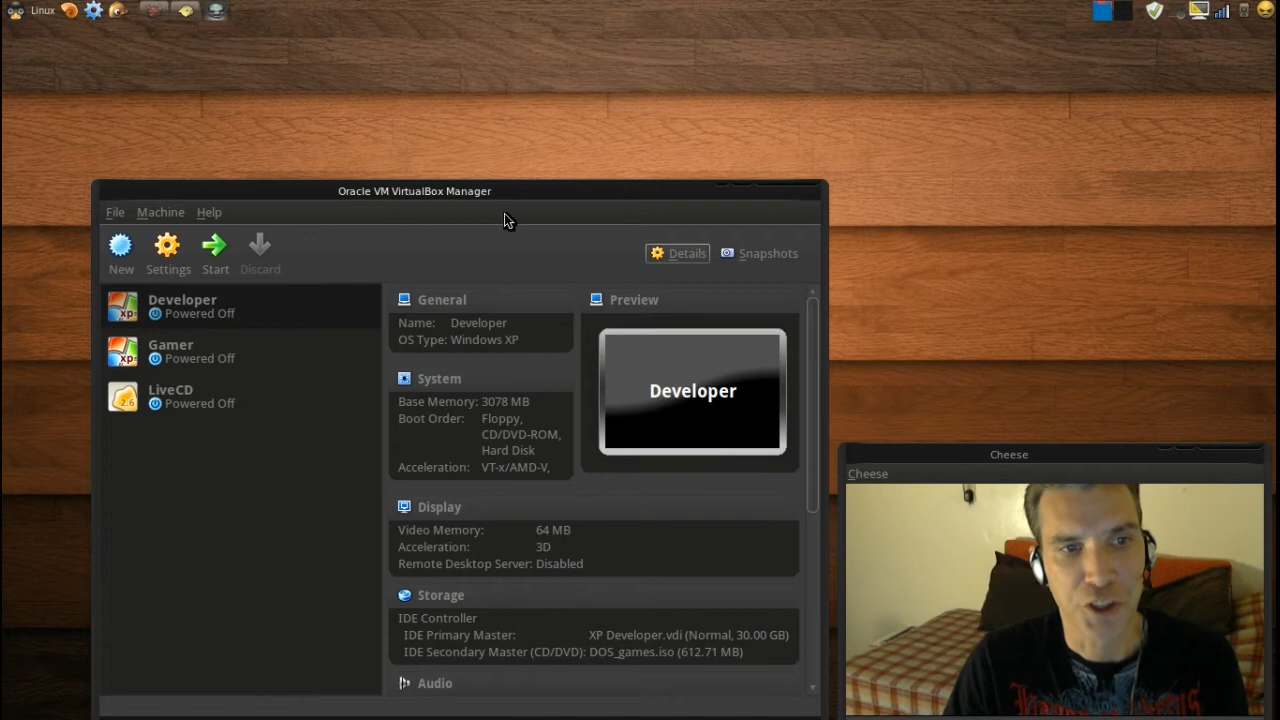 Linux
Oracle VM VirtualBox Manager
File Machine Help
New Settings Start Discard
Details Snapshots
Developer
Powered Off
Gamer
Powered Off
LiveCD
Powered Off
General
Name: Developer
OS Type: Windows XP
System
Base Memory: 3078 MB
Boot Order: Floppy,
CD/DVD-ROM,
Hard Disk
Acceleration: VT-x/AMD-V,
Preview
Developer
Display
Video Memory: 64 MB
Acceleration: 3D
Remote Desktop Server: Disabled
Storage
IDE Controller
IDE Primary Master: XP Developer.vdi (Normal, 30.00 GB)
IDE Secondary Master (CD/DVD): DOS_games.iso (612.71 MB)
Audio
Cheese
Cheese